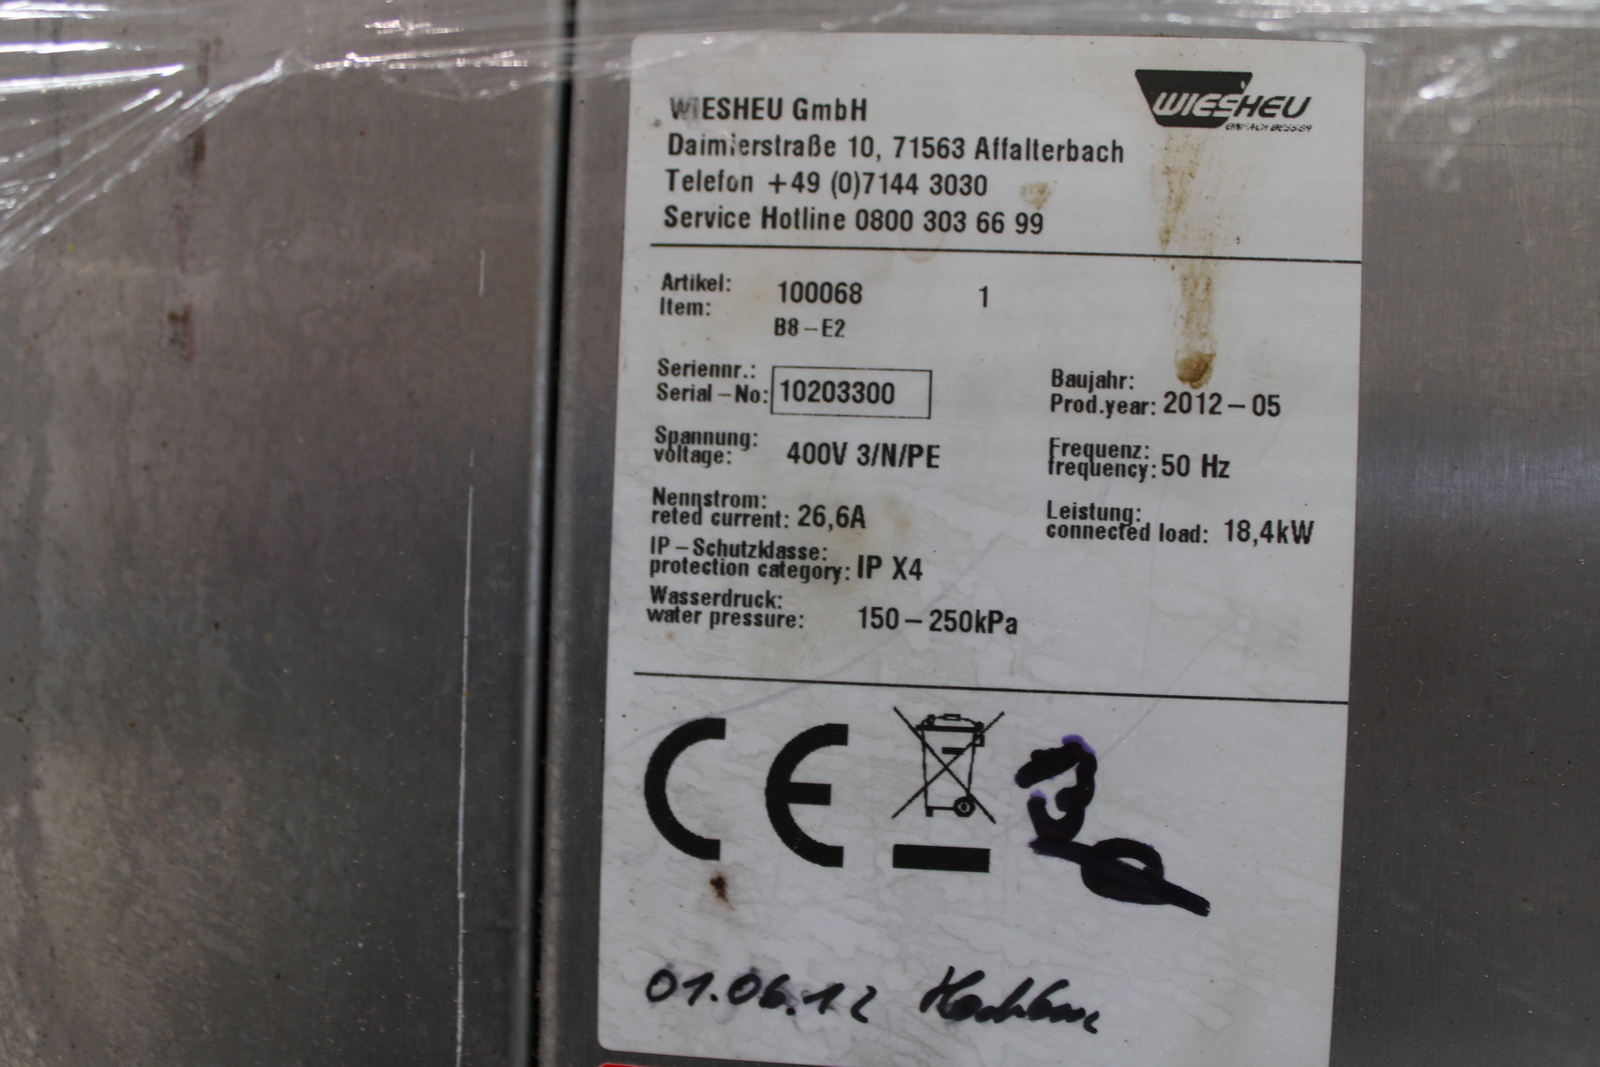 WIESHEU GmbH
Daimlerstraße 10, 71563 Affalterbach
Telefon +49 (0)7144 3030
Service Hotline 0800 303 66 99
WIESHEU
EINFACH BESSER
Artikel:
Item: 100068 1
B8-E2
Seriennr.:
Serial-No: 10203300
Baujahr:
Prod.year: 2012-05
Spannung:
voltage: 400V 3/N/PE
Frequenz:
frequency: 50 Hz
Nennstrom:
reted current: 26,6A
Leistung:
connected load: 18,4kW
IP-Schutzklasse:
protection category: IP X4
Wasserdruck:
water pressure: 150-250kPa
CE
01.06.12